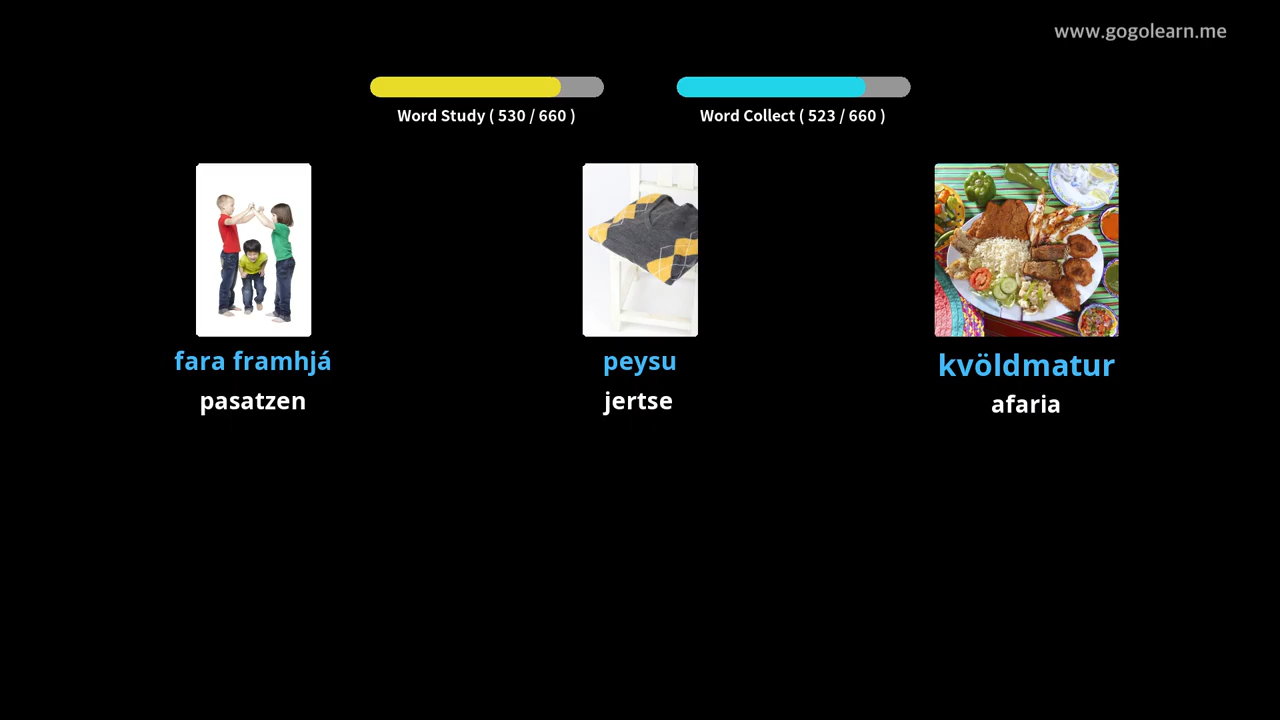 www.gogolearn.me
Word Study ( 530 / 660 )
Word Collect ( 523 / 660 )
fara framhjá
pasatzen
peysu
jertse
kvöldmatur
afaria